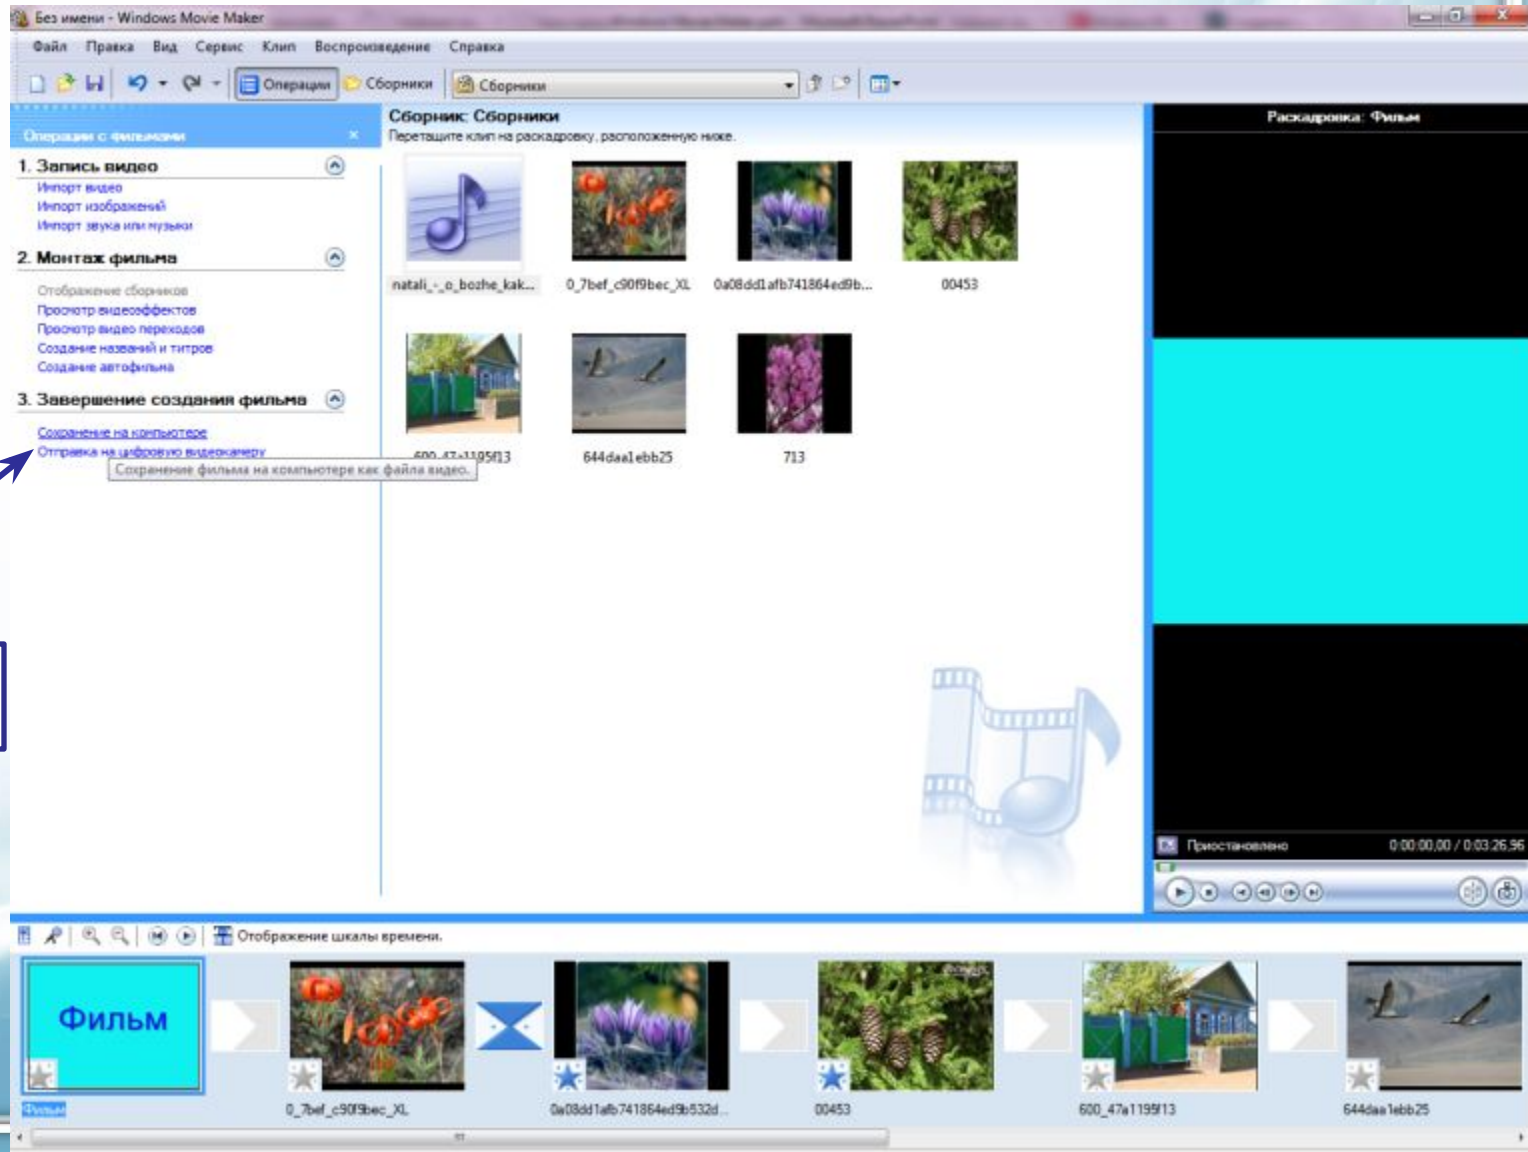 Без имени - Windows Movie Maker
Файл Правка Вид Сервис Клип Воспроизведение Справка
Операции Сборники Сборники
Операции с фильмами
1. Запись видео
Импорт видео
Импорт изображений
Импорт звука или музыки
2. Монтаж фильма
Отображение сборников
Просмотр видеоэффектов
Просмотр видео переходов
Создание названий и титров
Создание автофильма
3. Завершение создания фильма
Сохранение на компьютере
Отправка на цифровую видеокамеру
Сохранение фильма на компьютере как файла видео.
Сборник: Сборники
Перетащите клип на раскадровку, расположенную ниже.
natali_-_o_bozhe_kak...
0_7bef_c90f9bec_XL
0a08dd1afb741864ed9b...
00453
600_47a1195f13
644daa1ebb25
713
Раскадровка: Фильм
Приостановлено
0:00:00,00 / 0:03:26,96
Отображение шкалы времени.
Фильм
Фильм
0_7bef_c90f9bec_XL
0a08dd1afb741864ed9b532d...
00453
600_47a1195f13
644daa1ebb25